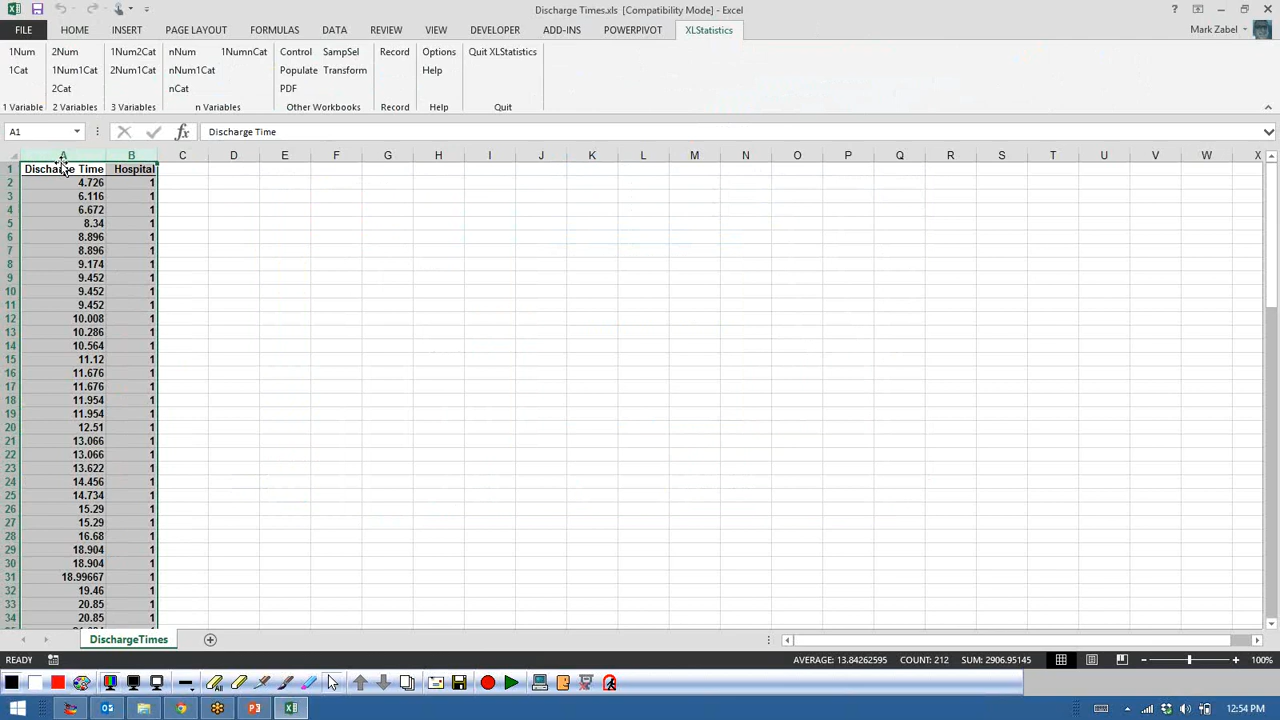 Discharge Times.xls [Compatibility Mode] - Excel
FILE HOME INSERT PAGE LAYOUT FORMULAS DATA REVIEW VIEW DEVELOPER ADD-INS POWERPIVOT XLStatistics Mark Zabel
1Num 2Num 1Num2Cat nNum 1NumnCat Control SampSel Record Options Quit XLStatistics
1Cat 1Num1Cat 2Num1Cat nNum1Cat Populate Transform Help
2Cat nCat PDF
1 Variable 2 Variables 3 Variables n Variables Other Workbooks Record Help Quit
A1 fx Discharge Time
A B C D E F G H I J K L M N O P Q R S T U V W X
1 Discharge Time Hospital
2 4.726 1
3 6.116 1
4 6.672 1
5 8.34 1
6 8.896 1
7 8.896 1
8 9.174 1
9 9.452 1
10 9.452 1
11 9.452 1
12 10.008 1
13 10.286 1
14 10.564 1
15 11.12 1
16 11.676 1
17 11.676 1
18 11.954 1
19 11.954 1
20 12.51 1
21 13.066 1
22 13.066 1
23 13.622 1
24 14.456 1
25 14.734 1
26 15.29 1
27 15.29 1
28 16.68 1
29 18.904 1
30 18.904 1
31 18.99667 1
32 19.46 1
33 20.85 1
34 20.85 1
DischargeTimes
READY AVERAGE: 13.84262595 COUNT: 212 SUM: 2906.95145 100%
12:54 PM